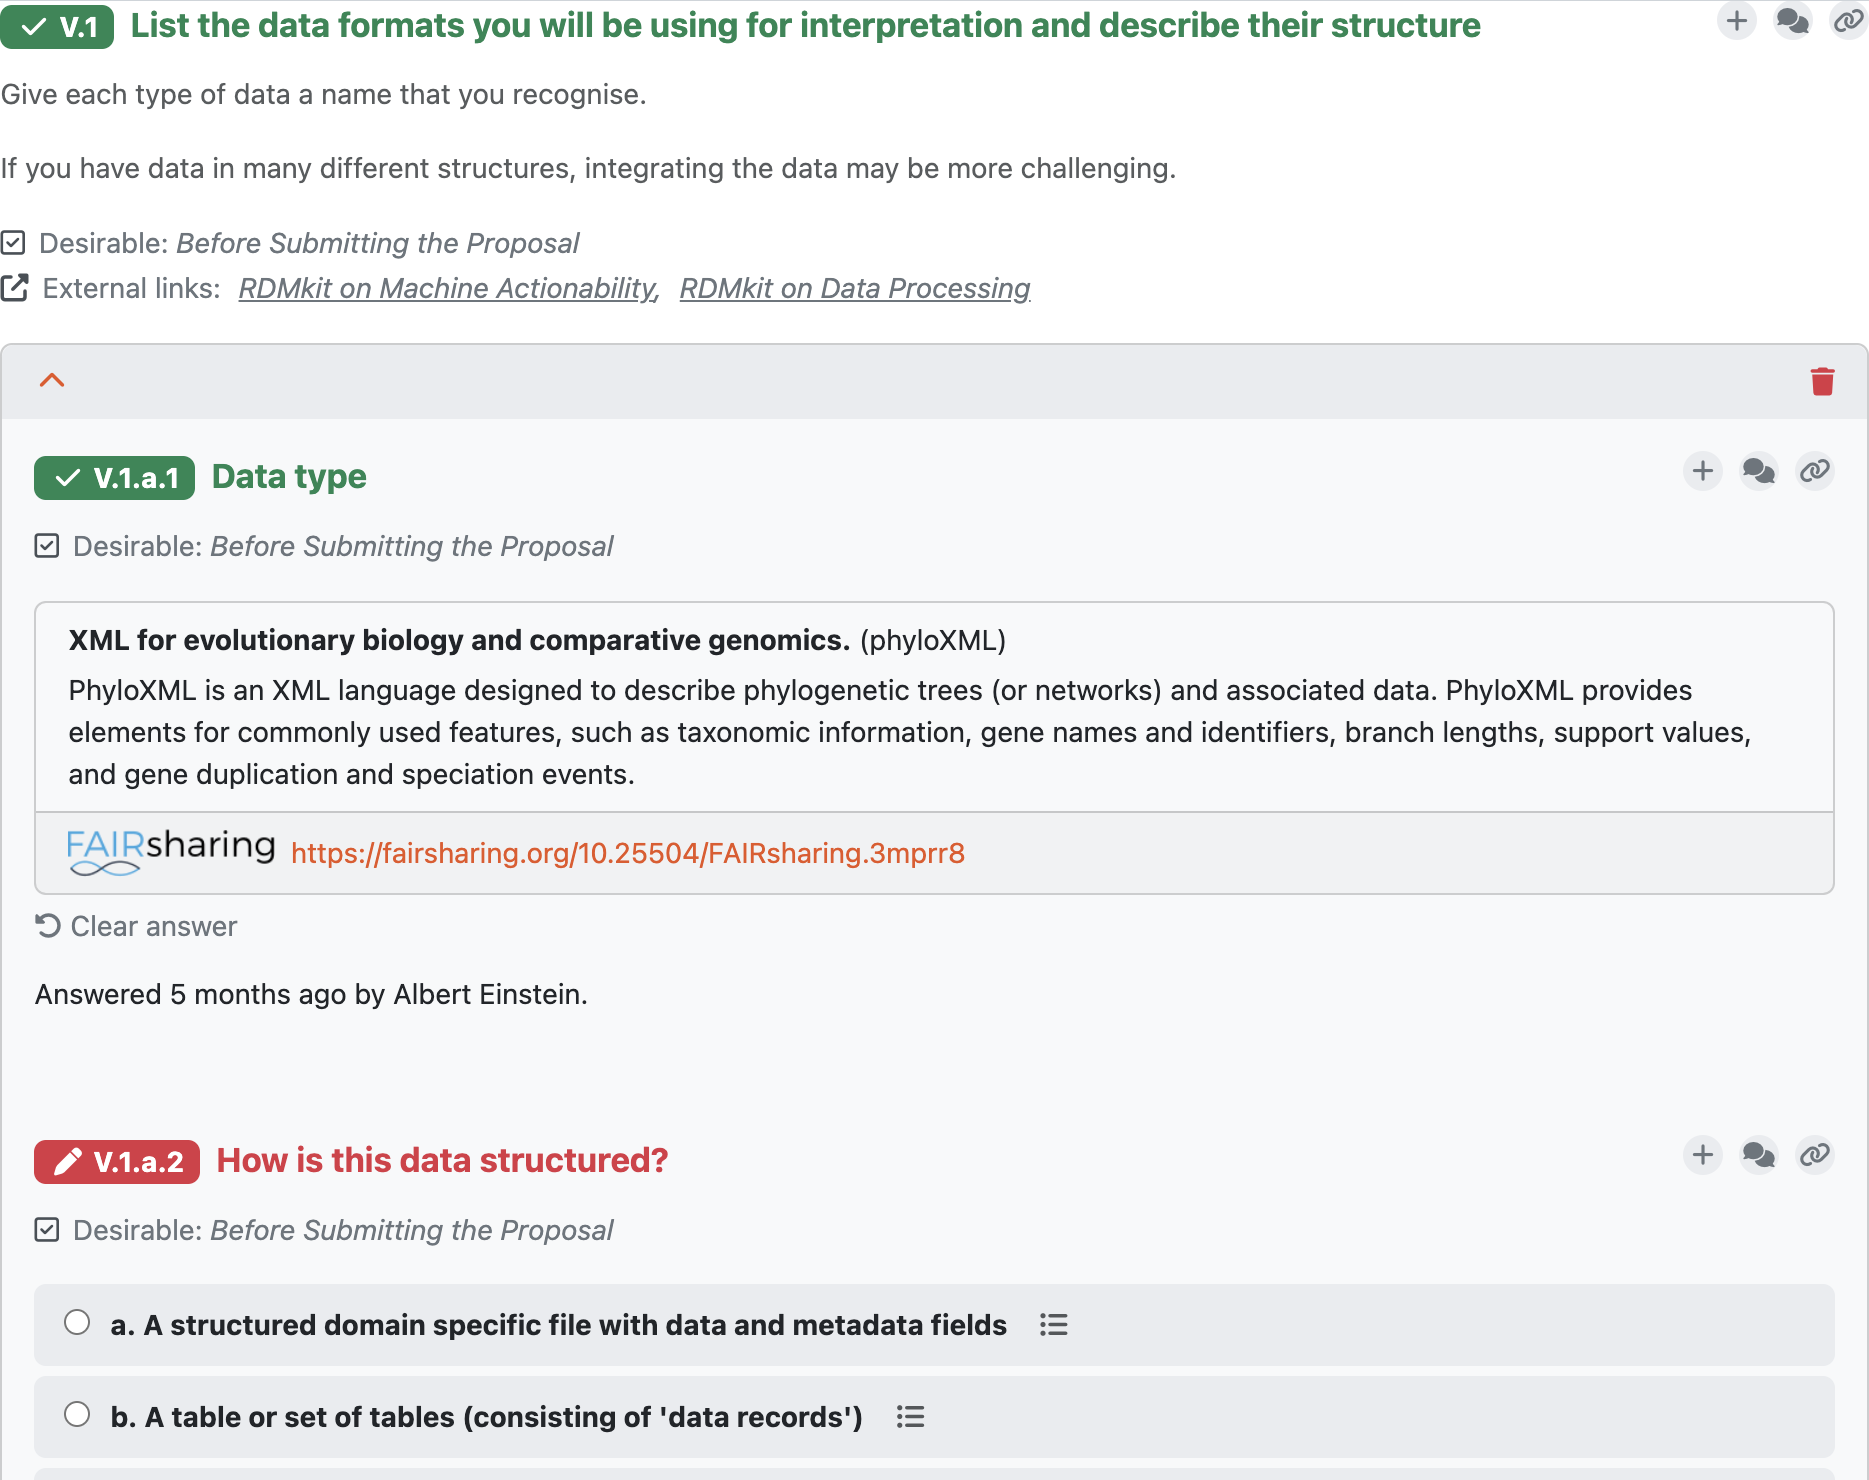 V.1 List the data formats you will be using for interpretation and describe their structure
Give each type of data a name that you recognise.
If you have data in many different structures, integrating the data may be more challenging.
Desirable: Before Submitting the Proposal
External links: RDMkit on Machine Actionability, RDMkit on Data Processing
V.1.a.1 Data type
Desirable: Before Submitting the Proposal
XML for evolutionary biology and comparative genomics. (phyloXML)
PhyloXML is an XML language designed to describe phylogenetic trees (or networks) and associated data. PhyloXML provides
elements for commonly used features, such as taxonomic information, gene names and identifiers, branch lengths, support values,
and gene duplication and speciation events.
FAIRsharing https://fairsharing.org/10.25504/FAIRsharing.3mprr8
Clear answer
Answered 5 months ago by Albert Einstein.
V.1.a.2 How is this data structured?
Desirable: Before Submitting the Proposal
a. A structured domain specific file with data and metadata fields
b. A table or set of tables (consisting of 'data records')